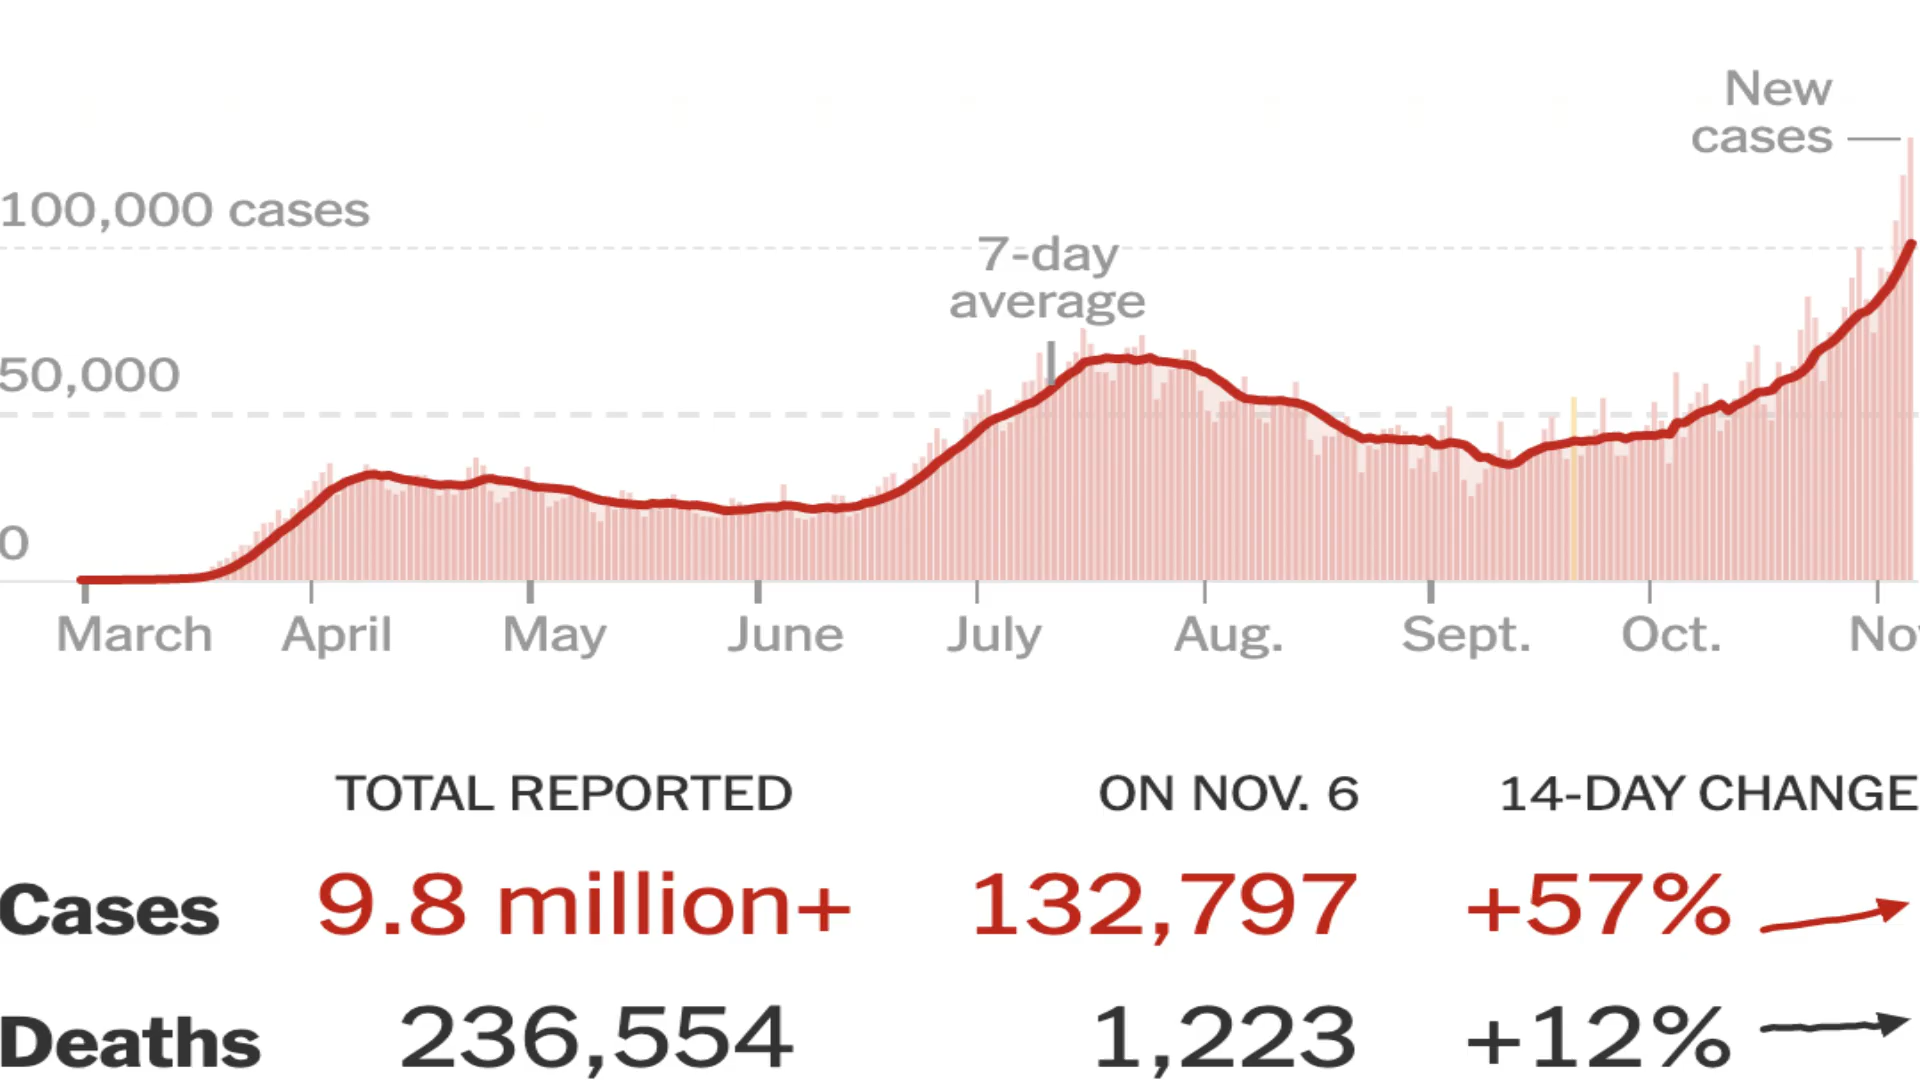 New
cases
100,000 cases
7-day
average
50,000
0
March April May June July Aug. Sept. Oct. No
TOTAL REPORTED ON NOV. 6 14-DAY CHANGE
Cases 9.8 million+ 132,797 +57%
Deaths 236,554 1,223 +12%